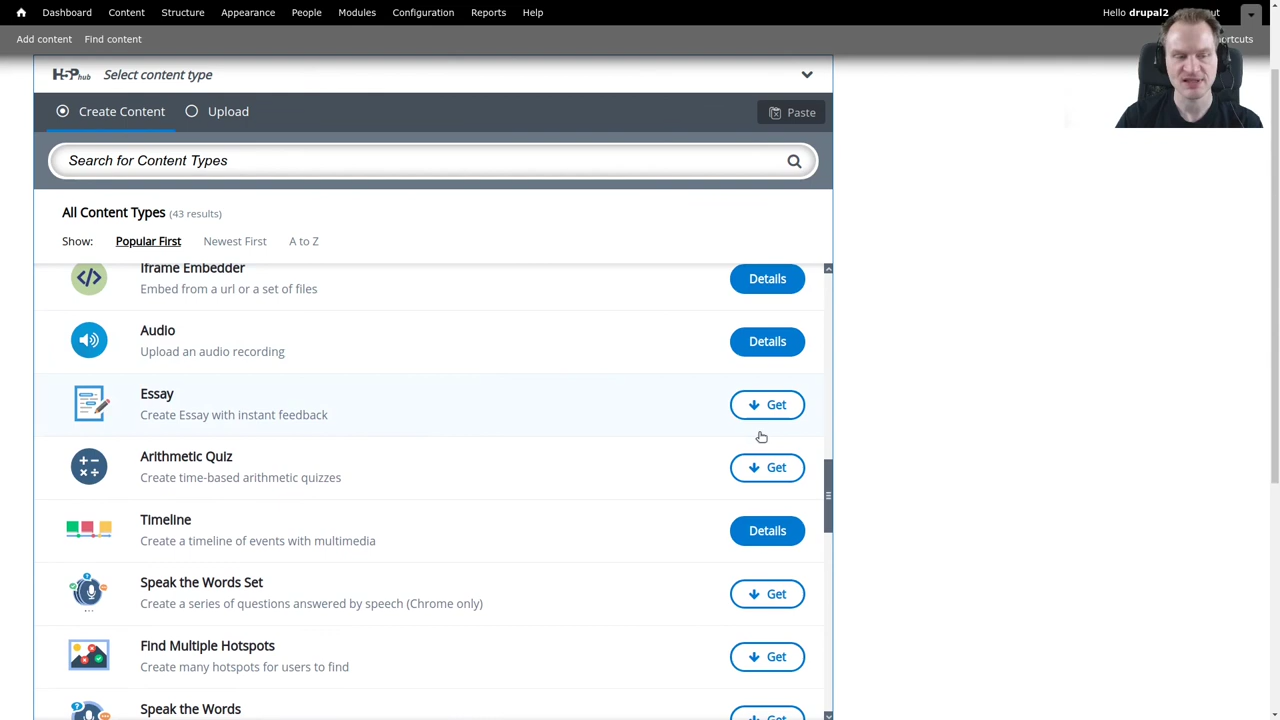 Dashboard Content Structure Appearance People Modules Configuration Reports Help Hello drupal2
Add content Find content
H5P hub Select content type
Create Content Upload Paste
Search for Content Types
All Content Types (43 results)
Show: Popular First Newest First A to Z
Iframe Embedder
Embed from a url or a set of files
Details
Audio
Upload an audio recording
Details
Essay
Create Essay with instant feedback
Get
Arithmetic Quiz
Create time-based arithmetic quizzes
Get
Timeline
Create a timeline of events with multimedia
Details
Speak the Words Set
Create a series of questions answered by speech (Chrome only)
Get
Find Multiple Hotspots
Create many hotspots for users to find
Get
Speak the Words
Get